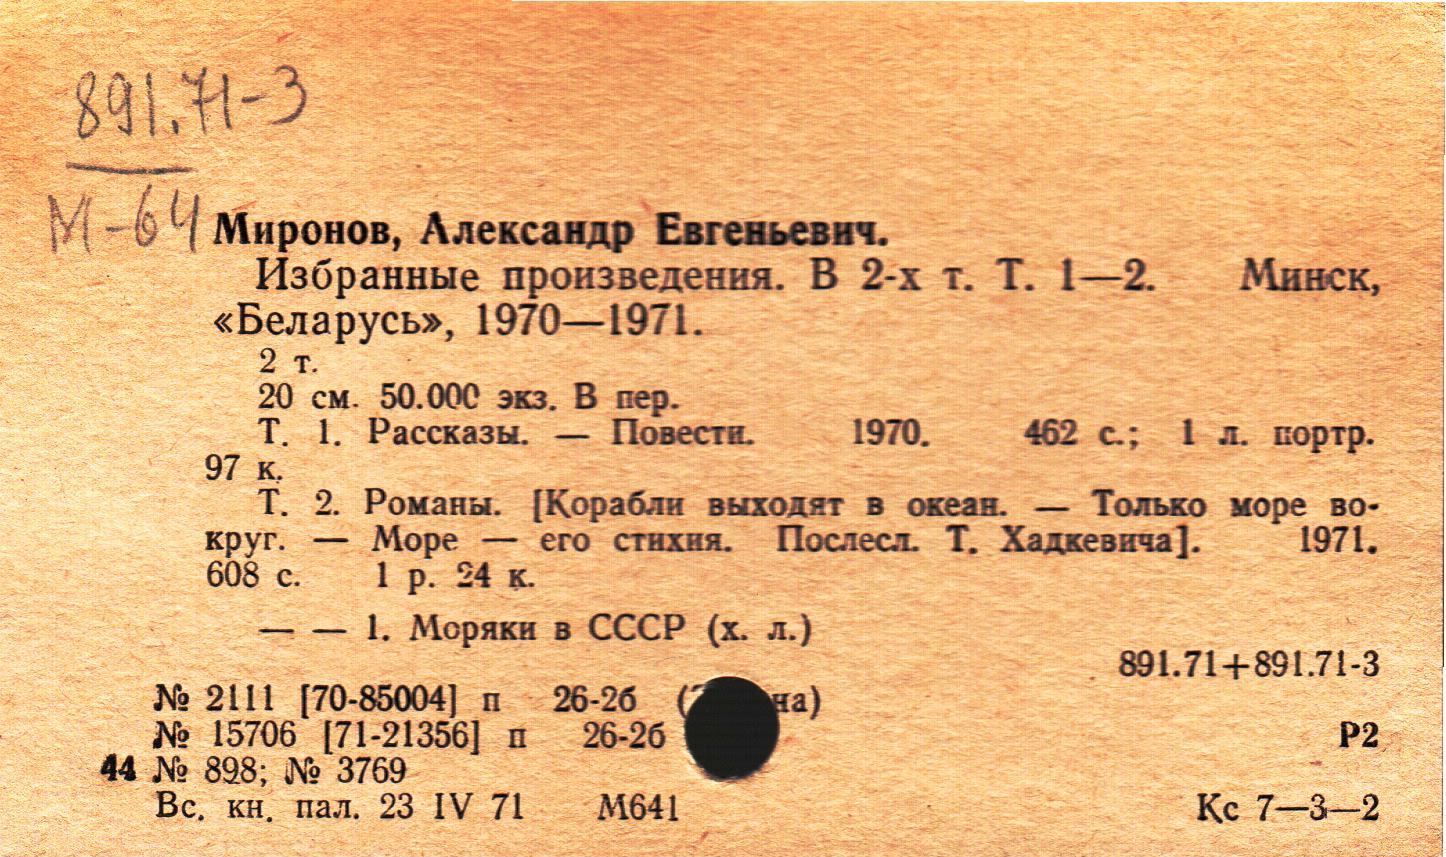 891.71-3
М-64
Миронов, Александр Евгеньевич.
Избранные произведения. В 2-х т. Т. 1—2. Минск,
«Беларусь», 1970—1971.
2 т.
20 см. 50.000 экз. В пер.
Т. 1. Рассказы. — Повести. 1970. 462 с.; 1 л. портр.
97 к.
Т. 2. Романы. [Корабли выходят в океан. — Только море во-
круг. — Море — его стихия. Послесл. Т. Хадкевича]. 1971.
608 с. 1 р. 24 к.
— — 1. Моряки в СССР (х. л.)
891.71+891.71-3
№ 2111 [70-85004] п 26-2б
№ 15706 [71-21356] п 26-2б
Р2
44 № 898; № 3769
Вс. кн. пал. 23 IV 71 М641
Кс 7—3—2